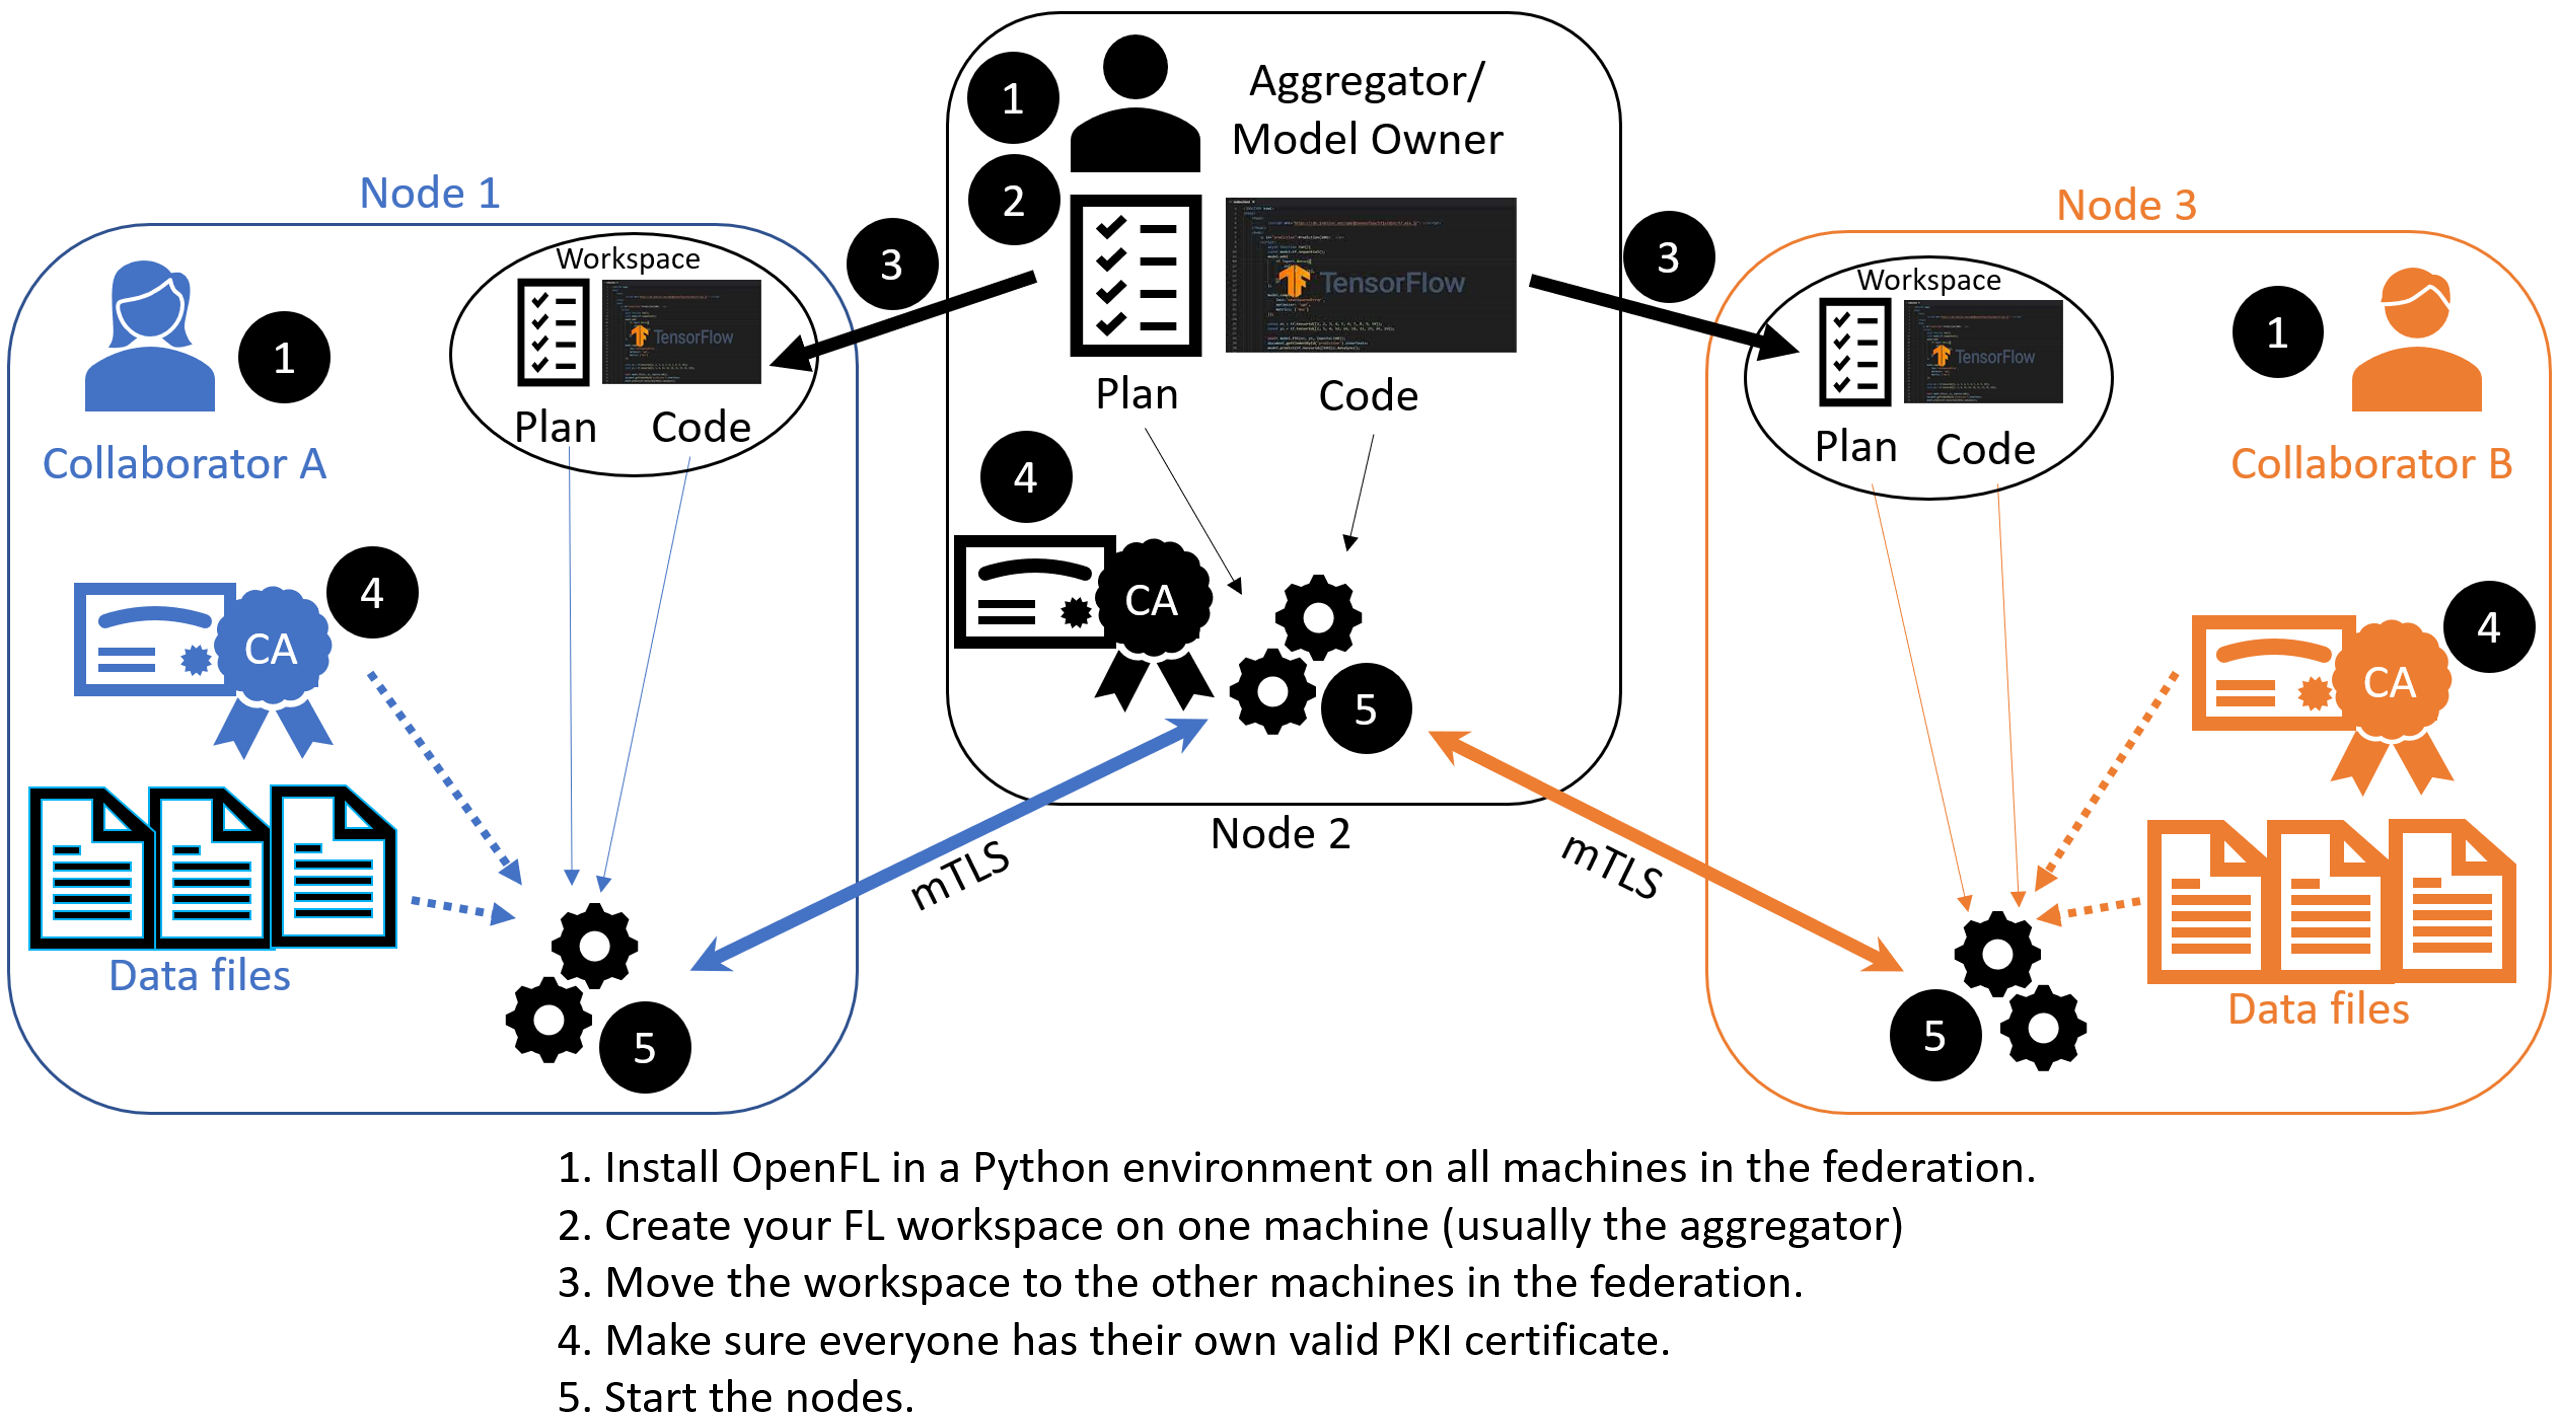 Aggregator/
Model Owner
1
2
Node 1
Node 3
3
3
Workspace
TensorFlow
Plan
Code
1
Collaborator A
TensorFlow
Plan
Code
Workspace
TensorFlow
Plan
Code
1
Collaborator B
4
CA
4
CA
4
CA
5
Node 2
mTLS
mTLS
Data files
5
Data files
5
1. Install OpenFL in a Python environment on all machines in the federation.
2. Create your FL workspace on one machine (usually the aggregator)
3. Move the workspace to the other machines in the federation.
4. Make sure everyone has their own valid PKI certificate.
5. Start the nodes.